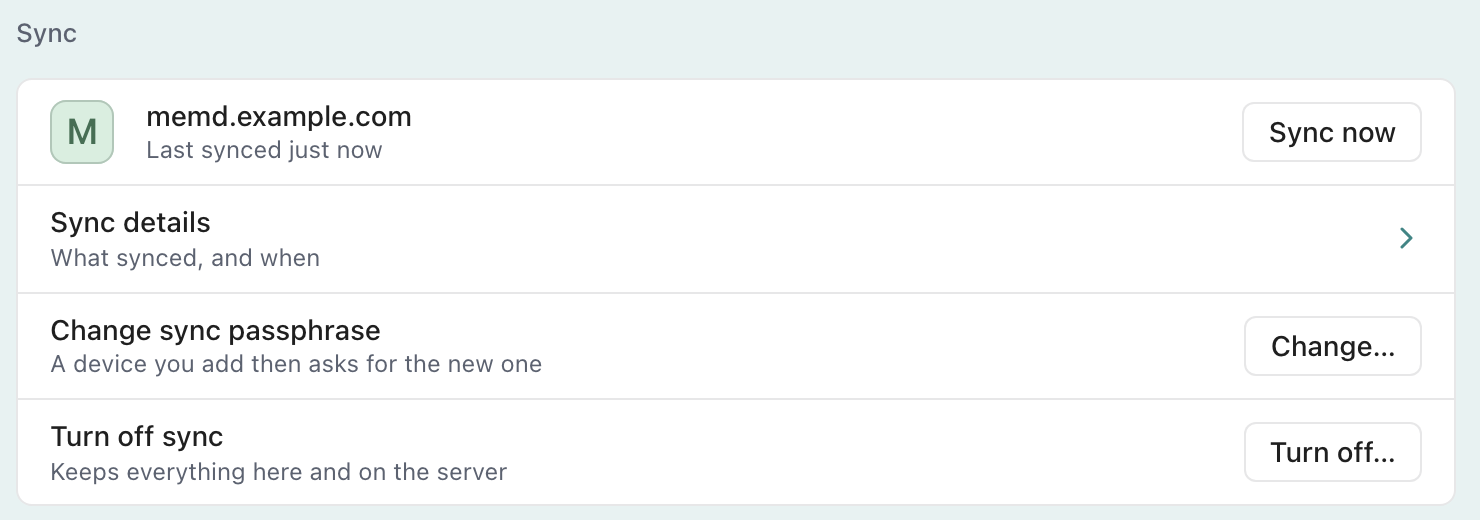 Sync
M
memd.example.com
Last synced just now
Sync now
Sync details
What synced, and when
Change sync passphrase
A device you add then asks for the new one
Change...
Turn off sync
Keeps everything here and on the server
Turn off...